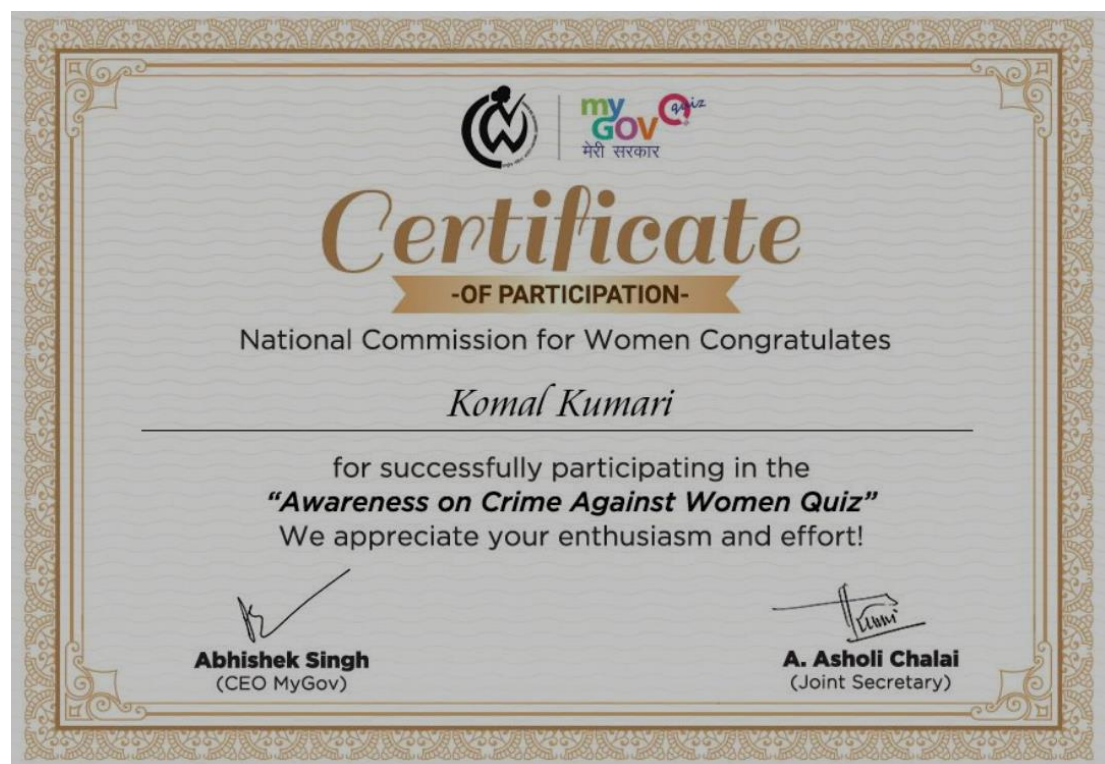 my
GOV quiz
मेरी सरकार
Certificate
-OF PARTICIPATION-
National Commission for Women Congratulates
Komal Kumari
for successfully participating in the
“Awareness on Crime Against Women Quiz”
We appreciate your enthusiasm and effort!
Abhishek Singh
(CEO MyGov)
A. Asholi Chalai
(Joint Secretary)